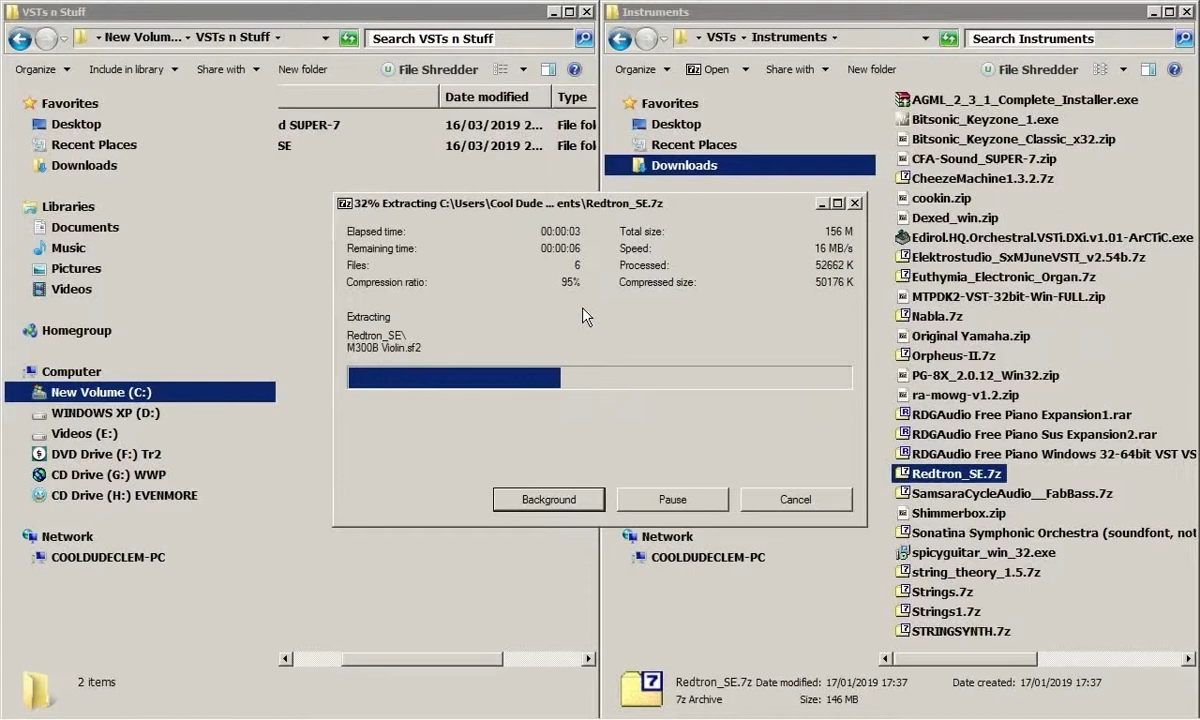 VSTs n Stuff
New Volum... VSTs n Stuff
Search VSTs n Stuff
Organize Include in library Share with New folder File Shredder
Date modified Type
Favorites
Desktop
Recent Places
Downloads
d SUPER-7 16/03/2019 2... File fol
SE 16/03/2019 2... File fol
Libraries
Documents
Music
Pictures
Videos
Homegroup
Computer
New Volume (C:)
WINDOWS XP (D:)
Videos (E:)
DVD Drive (F:) Tr2
CD Drive (G:) WWP
CD Drive (H:) EVENMORE
Network
COOLDUDECLEM-PC
2 items
32% Extracting C:\Users\Cool Dude ... ents\Redtron_SE.7z
Elapsed time: 00:00:03 Total size: 156 M
Remaining time: 00:00:06 Speed: 16 MB/s
Files: 6 Processed: 52662 K
Compression ratio: 95% Compressed size: 50176 K
Extracting
Redtron_SE\
M300B Violin.sf2
Background Pause Cancel
Instruments
VSTs Instruments
Search Instruments
Organize Open Share with New folder File Shredder
Favorites
Desktop
Recent Places
Downloads
Network
COOLDUDECLEM-PC
AGML_2_3_1_Complete_Installer.exe
Bitsonic_Keyzone_1.exe
Bitsonic_Keyzone_Classic_x32.zip
CFA-Sound_SUPER-7.zip
CheezeMachine1.3.2.7z
cookin.zip
Dexed_win.zip
Edirol.HQ.Orchestral.VSTi.DXi.v1.01-ArCTiC.exe
Elektrostudio_SxMJuneVSTI_v2.54b.7z
Euthymia_Electronic_Organ.7z
MTPDK2-VST-32bit-Win-FULL.zip
Nabla.7z
Original Yamaha.zip
Orpheus-II.7z
PG-8X_2.0.12_Win32.zip
ra-mowg-v1.2.zip
RDGAudio Free Piano Expansion1.rar
RDGAudio Free Piano Sus Expansion2.rar
RDGAudio Free Piano Windows 32-64bit VST VS
Redtron_SE.7z
SamsaraCycleAudio__FabBass.7z
Shimmerbox.zip
Sonatina Symphonic Orchestra (soundfont, not
spicyguitar_win_32.exe
string_theory_1.5.7z
Strings.7z
Strings1.7z
STRINGSYNTH.7z
Redtron_SE.7z Date modified: 17/01/2019 17:37 Date created: 17/01/2019 17:37
7z Archive Size: 146 MB